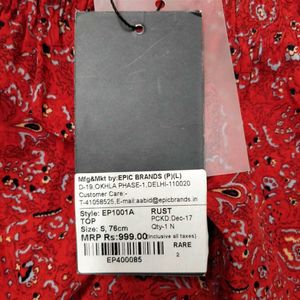 Mfg&Mkt by:EPIC BRANDS (P)(L)
D-19,OKHLA PHASE-1,DELHI-110020
Customer Care:-
T-41058525,E-mail:aabid@epicbrands.in
Style: EP1001A RUST
TOP PCKD:Dec-17
Size: S, 76cm Qty-1 N
MRP Rs:999.00(inclusive all taxes)
RARE
EP400085 2